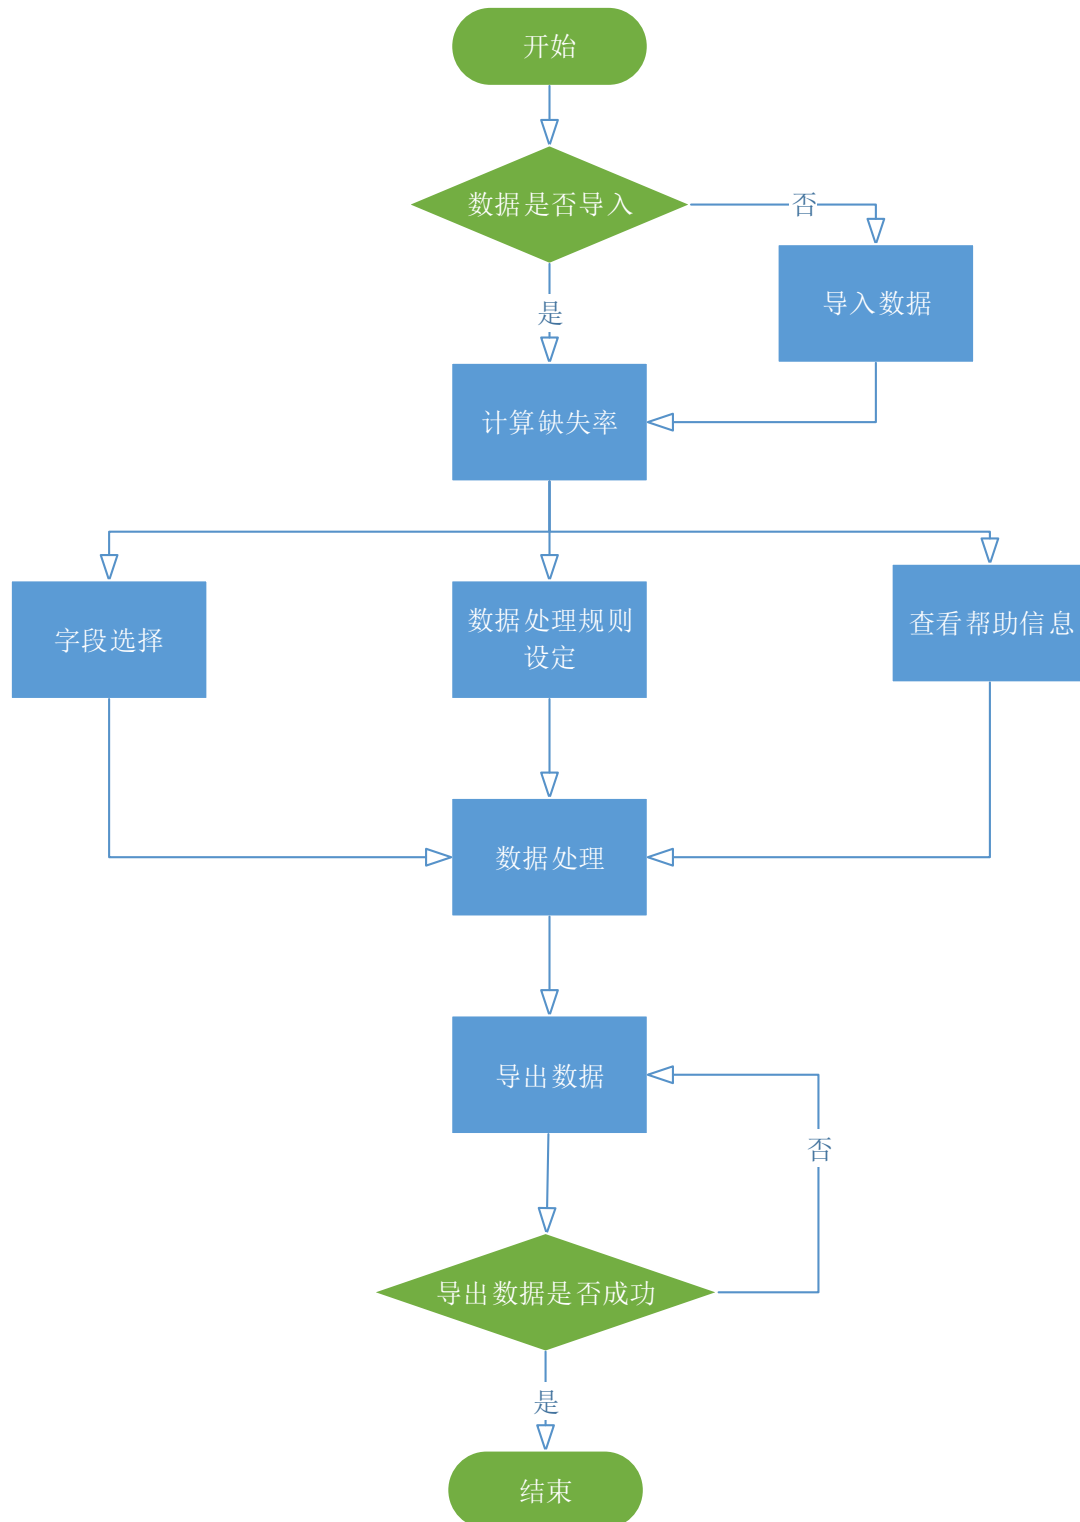 开始
数据是否导入
否
导入数据
是
计算缺失率
字段选择
数据处理规则
设定
查看帮助信息
数据处理
导出数据
否
导出数据是否成功
是
结束